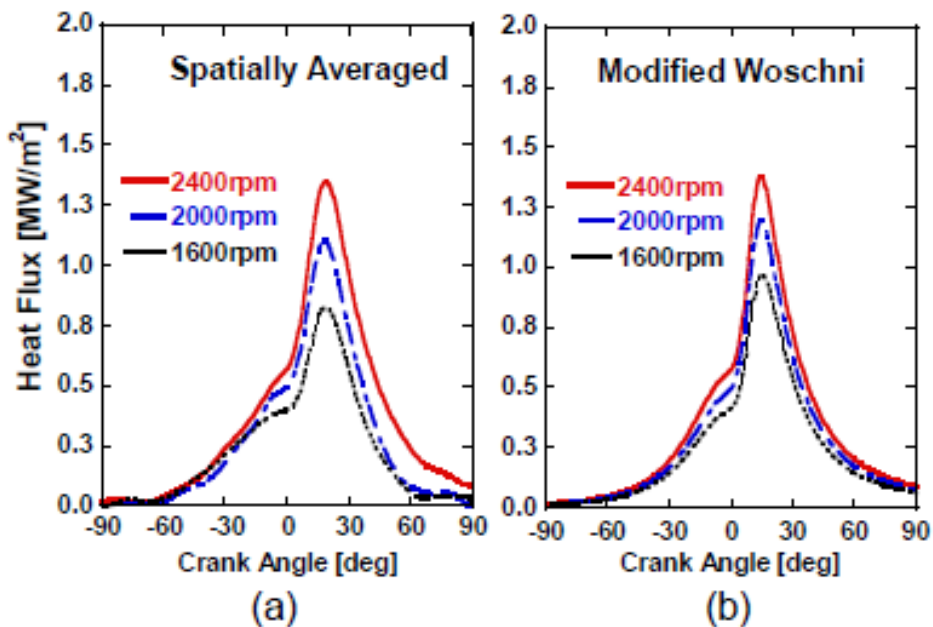 Spatially Averaged
2.0
1.8
1.5
1.3
1.0
0.8
0.5
0.3
0.0
Heat Flux [MW/m²]
2400rpm
2000rpm
1600rpm
-90 -60 -30 0 30 60 90
Crank Angle [deg]
(a)
Modified Woschni
2.0
1.8
1.5
1.3
1.0
0.8
0.5
0.3
0.0
2400rpm
2000rpm
1600rpm
-90 -60 -30 0 30 60 90
Crank Angle [deg]
(b)